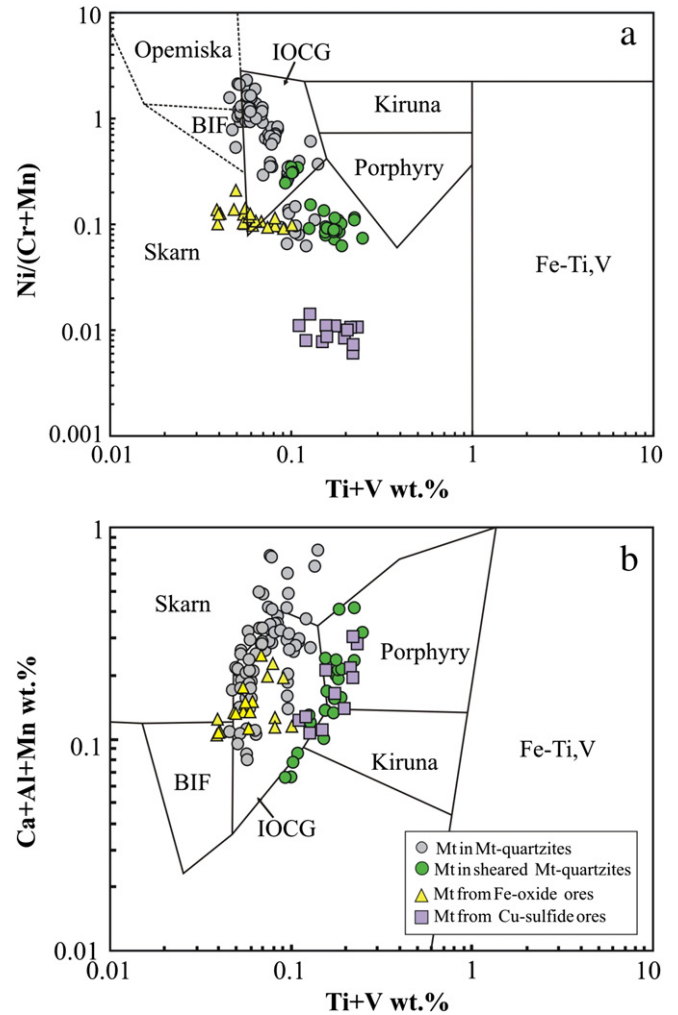 10
a
Opemiska
IOCG
Kiruna
1
BIF
Porphyry
Ni/(Cr+Mn)
0.1
Skarn
Fe-Ti,V
0.01
0.001
0.01
0.1
1
10
Ti+V wt.%
1
b
Skarn
Porphyry
Ca+Al+Mn wt.%
0.1
BIF
Kiruna
Fe-Ti,V
IOCG
Mt in Mt-quartzites
Mt in sheared Mt-quartzites
Mt from Fe-oxide ores
Mt from Cu-sulfide ores
0.01
0.01
0.1
1
10
Ti+V wt.%